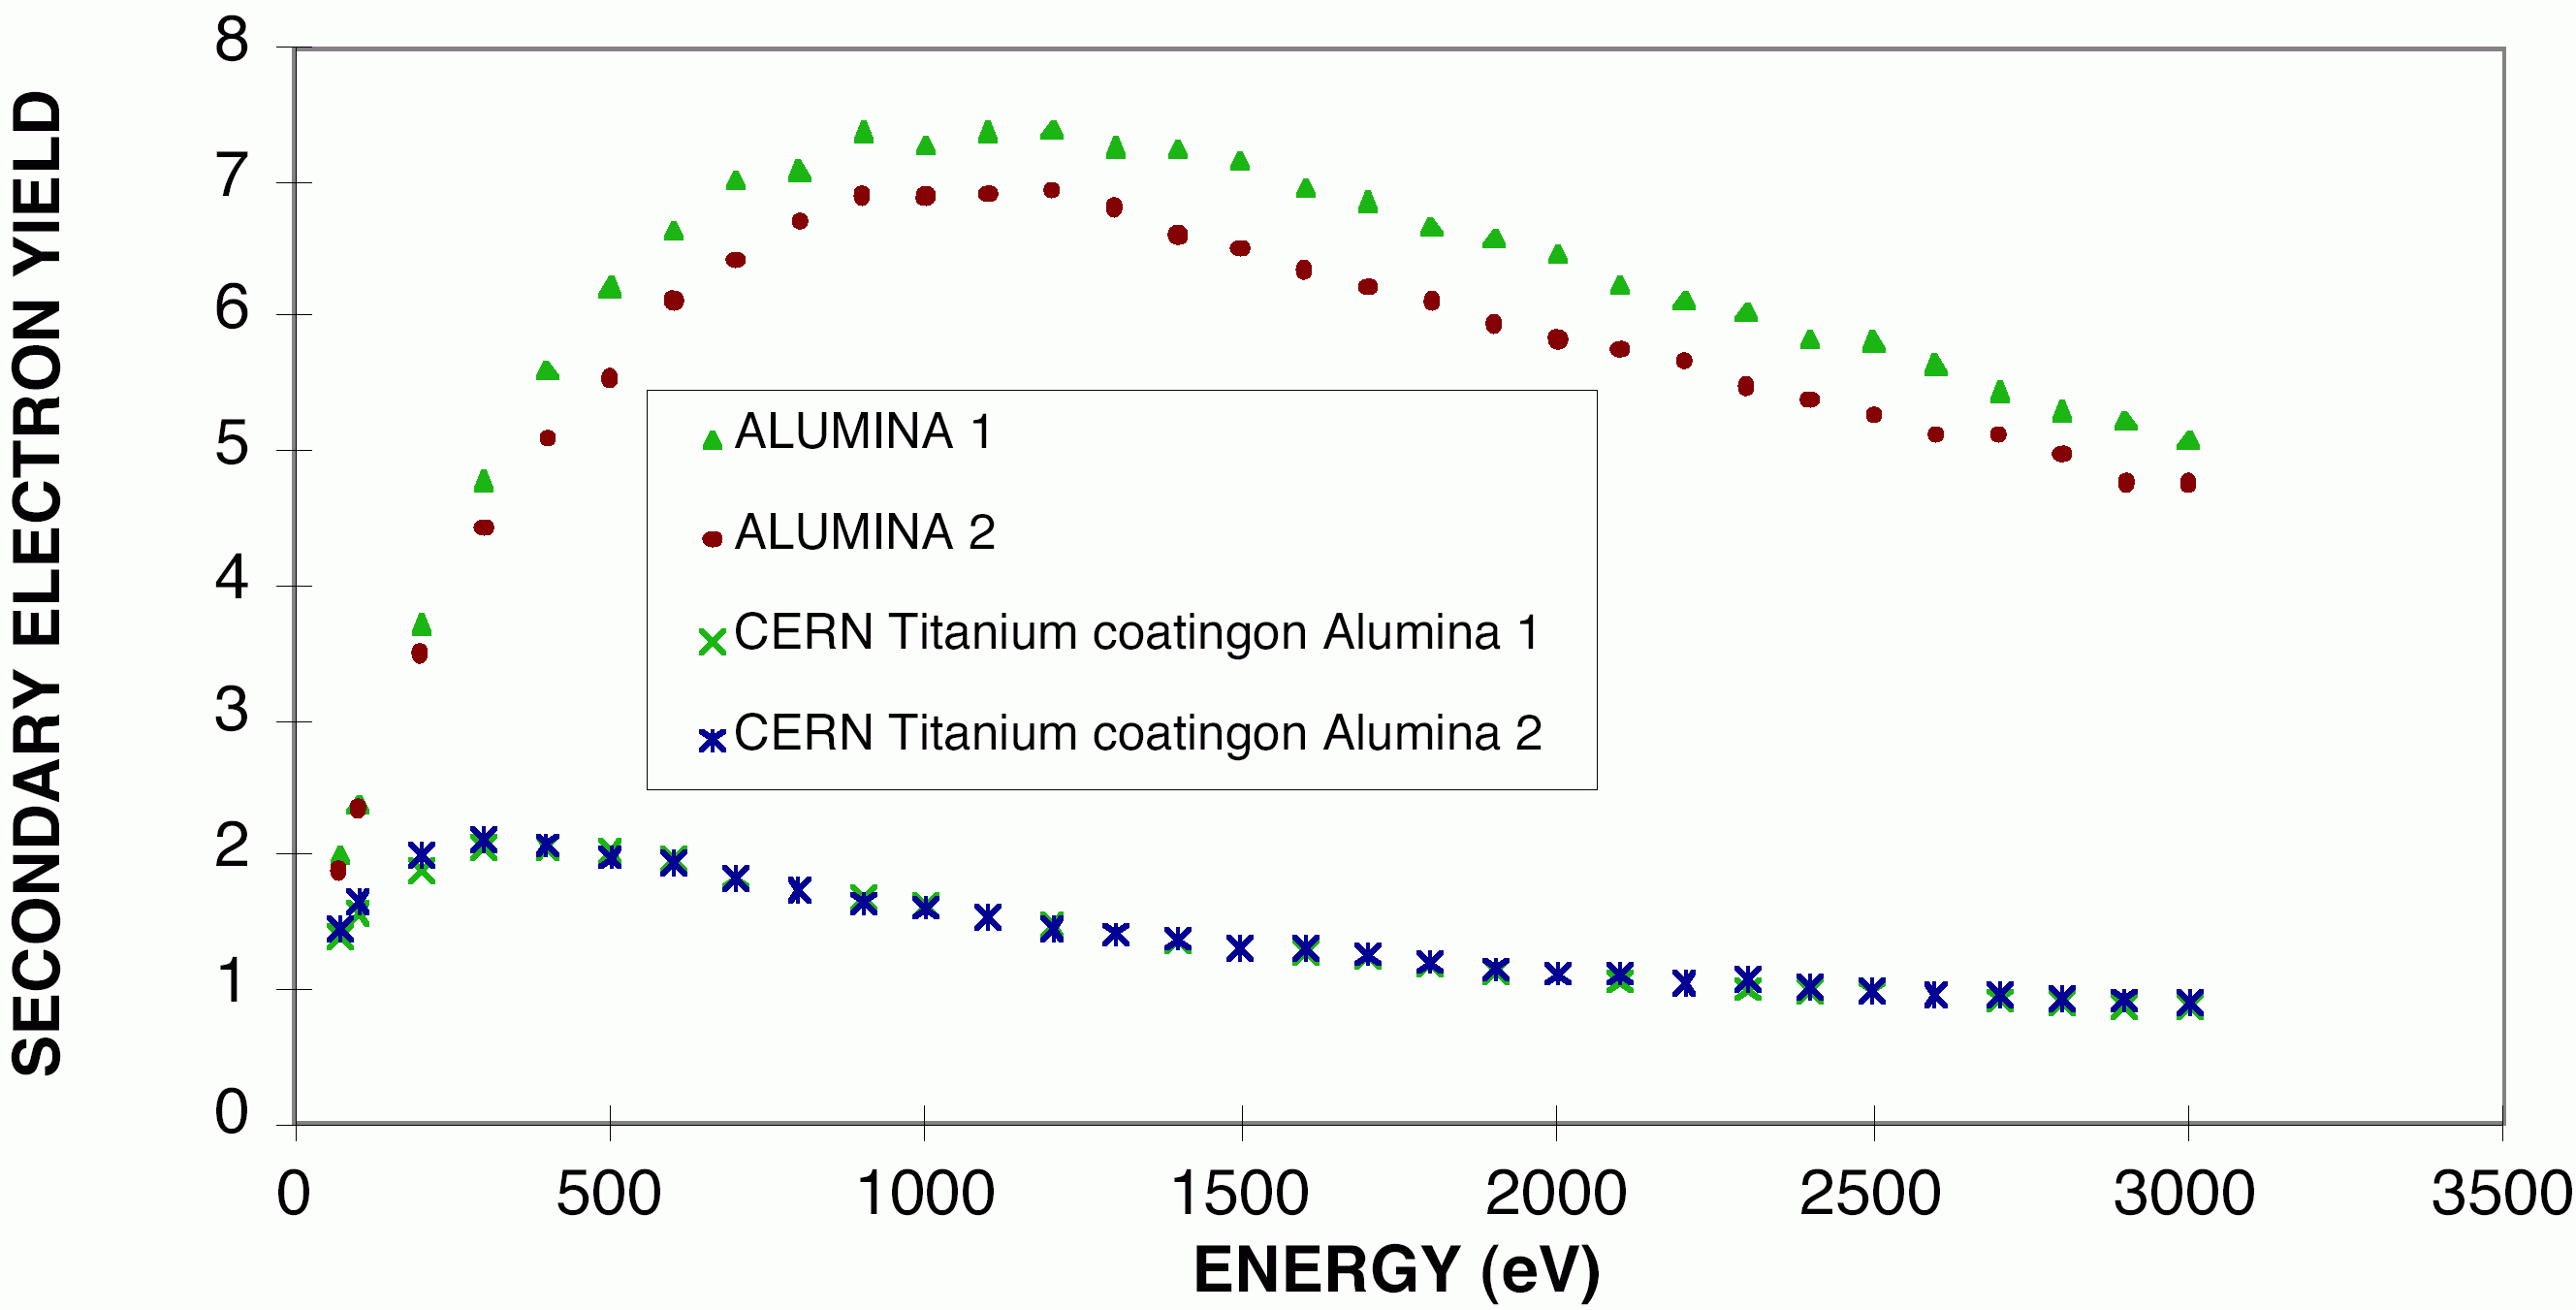 8
7
6
5
4
3
2
1
0
SECONDARY ELECTRON YIELD
ALUMINA 1
ALUMINA 2
CERN Titanium coatingon Alumina 1
CERN Titanium coatingon Alumina 2
0 500 1000 1500 2000 2500 3000 3500
ENERGY (eV)